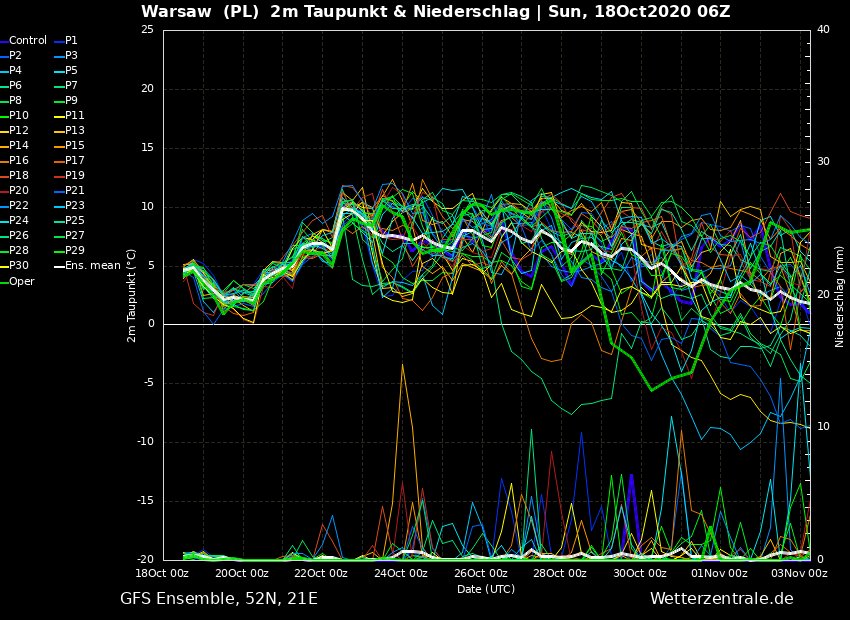 Warsaw (PL) 2m Taupunkt & Niederschlag | Sun, 18Oct2020 06Z
Control P1
P2 P3
P4 P5
P6 P7
P8 P9
P10 P11
P12 P13
P14 P15
P16 P17
P18 P19
P20 P21
P22 P23
P24 P25
P26 P27
P28 P29
P30 Ens. mean
Oper
25
20
15
10
5
0
-5
-10
-15
-20
2m Taupunkt (°C)
40
30
20
10
0
Niederschlag (mm)
18Oct 00z 20Oct 00z 22Oct 00z 24Oct 00z 26Oct 00z 28Oct 00z 30Oct 00z 01Nov 00z 03Nov 00z
Date (UTC)
GFS Ensemble, 52N, 21E Wetterzentrale.de